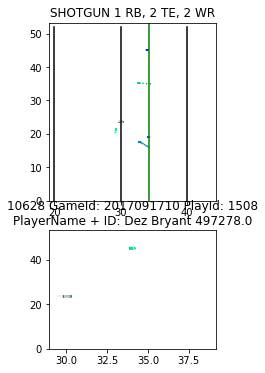 SHOTGUN 1 RB, 2 TE, 2 WR
50
40
30
20
10
0
20 30 40
10628 GameId: 2017091710 PlayId: 1508
PlayerName + ID: Dez Bryant 497278.0
40
20
0
30.0 32.5 35.0 37.5